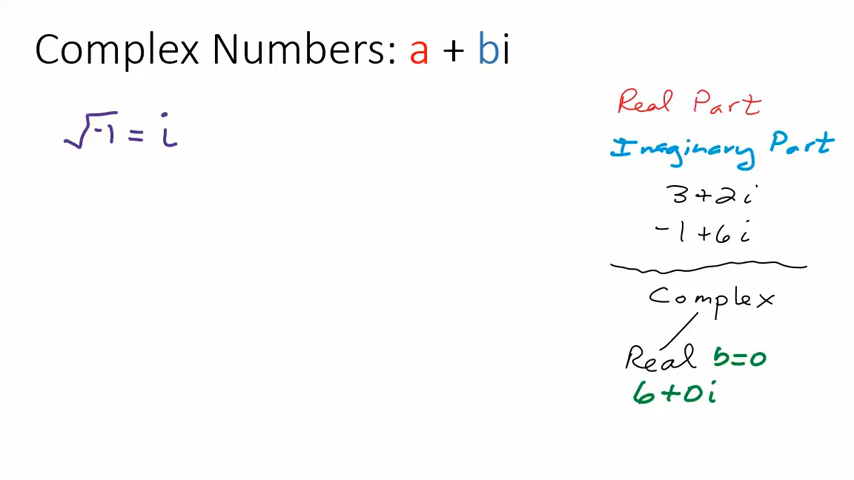 Complex Numbers: a + bi
√-1 = i
Real Part
Imaginary Part
3+2i
-1+6i
Complex
Real b=0
6+0i